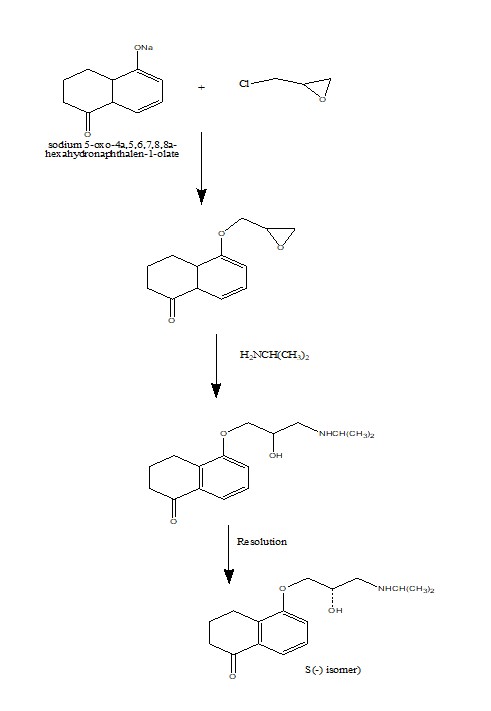 ONa
+
Cl
O
O
sodium 5-oxo-4a,5,6,7,8,8a-
hexahydronaphthalen-1-olate
O
O
O
H₂NCH(CH₃)₂
O
NHCH(CH₃)₂
OH
O
Resolution
O
NHCH(CH₃)₂
OH
O
S(-) isomer)